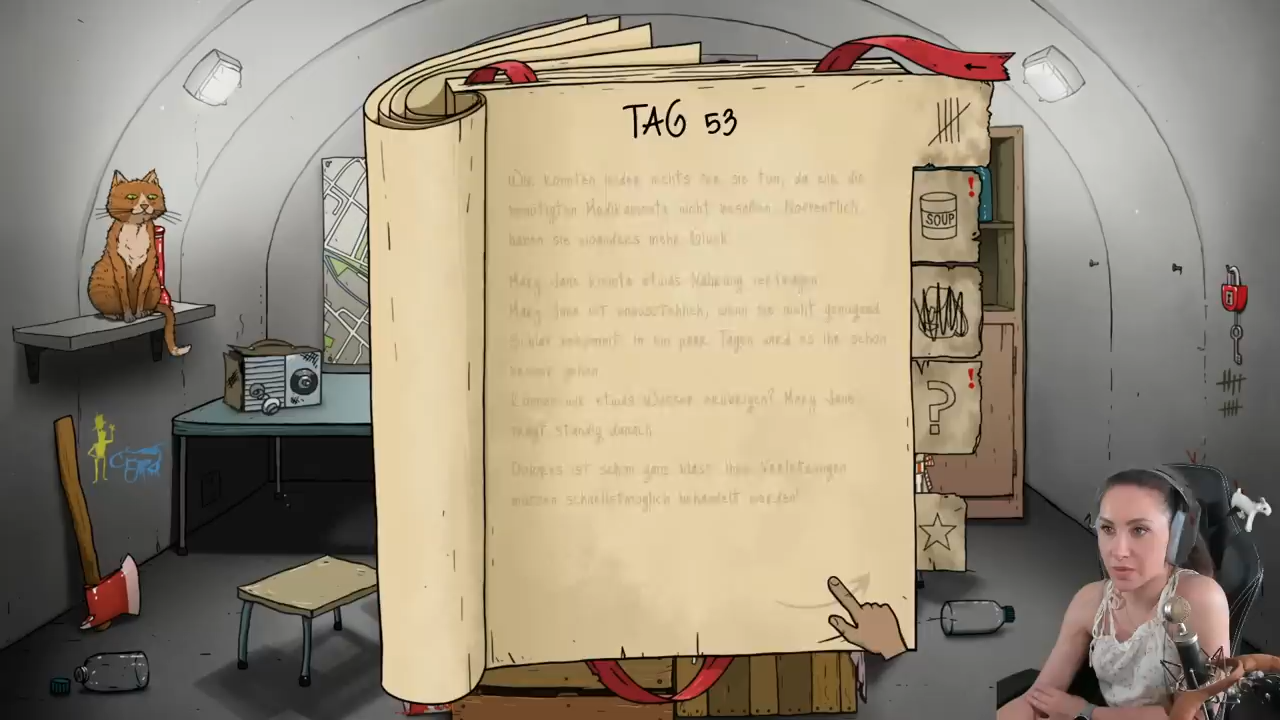 TAG 53
Wir konnten leider nichts für sie tun, da wir die
benötigten Medikamente nicht besaßen. Hoffentlich
haben sie woanders mehr Glück.
Mary Jane könnte etwas Nahrung vertragen.
Mary Jane ist unausstehlich, wenn sie nicht genügend
Schlaf bekommt. In ein paar Tagen wird es ihr schon
besser gehen.
Können wir etwas Wasser erübrigen? Mary Jane
fragt ständig danach.
Dolores ist schon ganz blass. Ihre Verletzungen
müssen schnellstmöglich behandelt werden!
SOUP
!
?
!